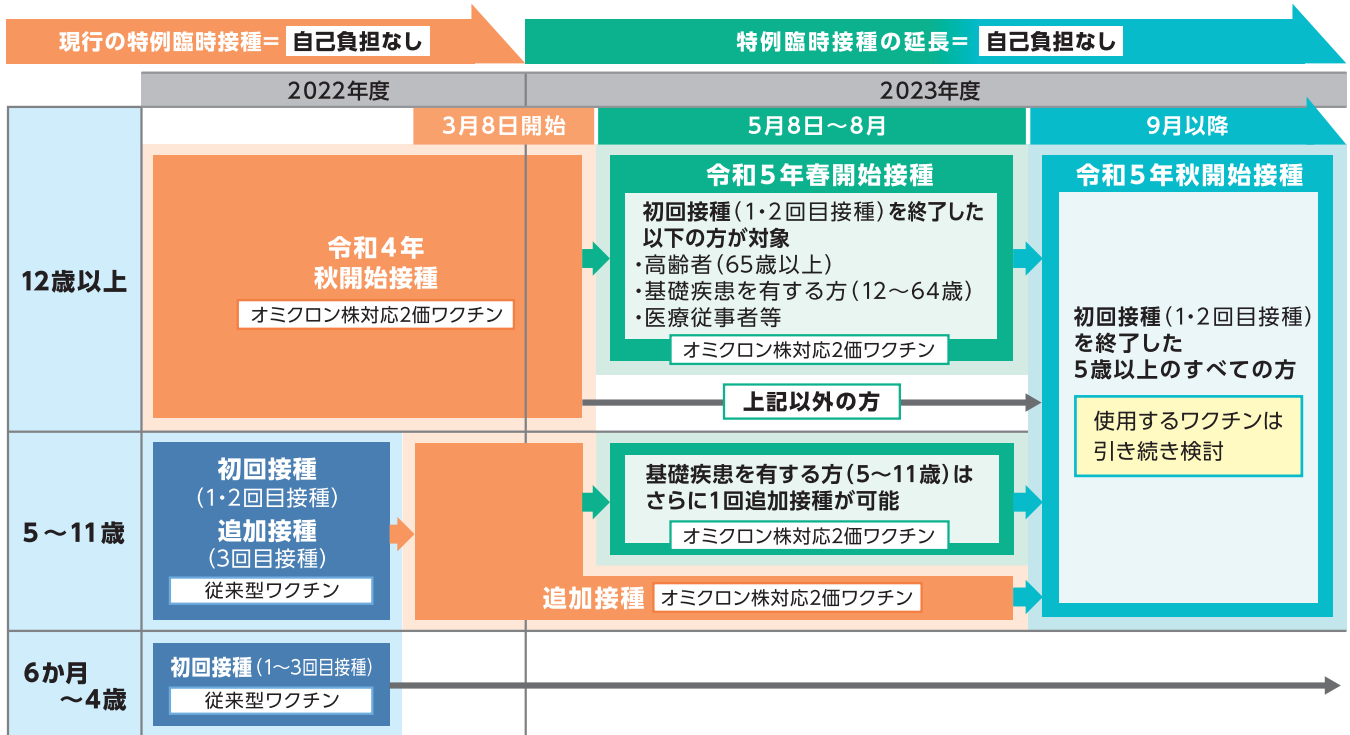 現行の特例臨時接種= 自己負担なし
特例臨時接種の延長= 自己負担なし
2022年度
2023年度
3月8日開始
5月8日～8月
9月以降
12歳以上
令和4年
秋開始接種
オミクロン株対応2価ワクチン
令和5年春開始接種
初回接種(1・2回目接種)を終了した
以下の方が対象
・高齢者(65歳以上)
・基礎疾患を有する方(12～64歳)
・医療従事者等
オミクロン株対応2価ワクチン
上記以外の方
令和5年秋開始接種
初回接種(1・2回目接種)
を終了した
5歳以上のすべての方
使用するワクチンは
引き続き検討
5～11歳
初回接種
(1・2回目接種)
追加接種
(3回目接種)
従来型ワクチン
基礎疾患を有する方(5～11歳)は
さらに1回追加接種が可能
オミクロン株対応2価ワクチン
追加接種 オミクロン株対応2価ワクチン
6か月
～4歳
初回接種(1～3回目接種)
従来型ワクチン